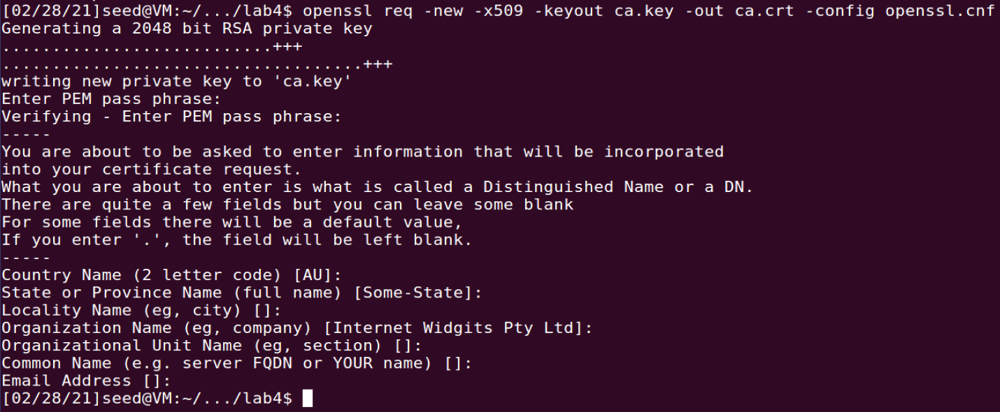 [02/28/21]seed@VM:~/.../lab4$ openssl req -new -x509 -keyout ca.key -out ca.crt -config openssl.cnf
Generating a 2048 bit RSA private key
...........................+++
....................................+++
writing new private key to 'ca.key'
Enter PEM pass phrase:
Verifying - Enter PEM pass phrase:
-----
You are about to be asked to enter information that will be incorporated
into your certificate request.
What you are about to enter is what is called a Distinguished Name or a DN.
There are quite a few fields but you can leave some blank
For some fields there will be a default value,
If you enter '.', the field will be left blank.
-----
Country Name (2 letter code) [AU]:
State or Province Name (full name) [Some-State]:
Locality Name (eg, city) []:
Organization Name (eg, company) [Internet Widgits Pty Ltd]:
Organizational Unit Name (eg, section) []:
Common Name (e.g. server FQDN or YOUR name) []:
Email Address []:
[02/28/21]seed@VM:~/.../lab4$